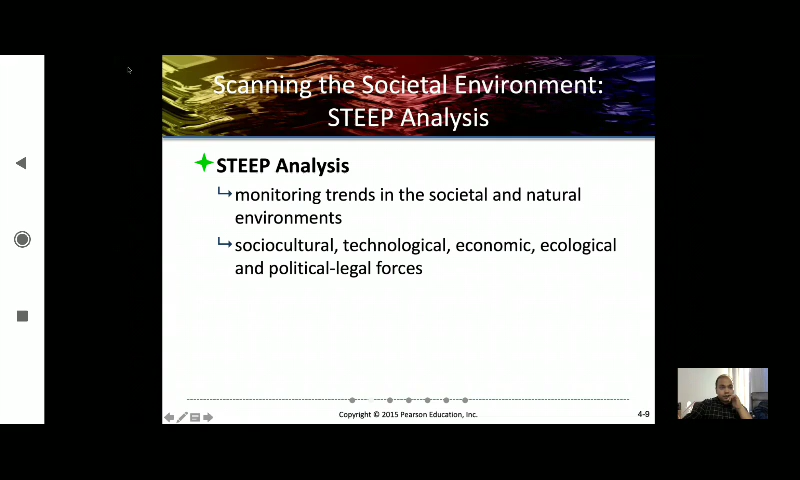 Scanning the Societal Environment:
STEEP Analysis
STEEP Analysis
monitoring trends in the societal and natural
environments
sociocultural, technological, economic, ecological
and political-legal forces
Copyright © 2015 Pearson Education, Inc.
4-9